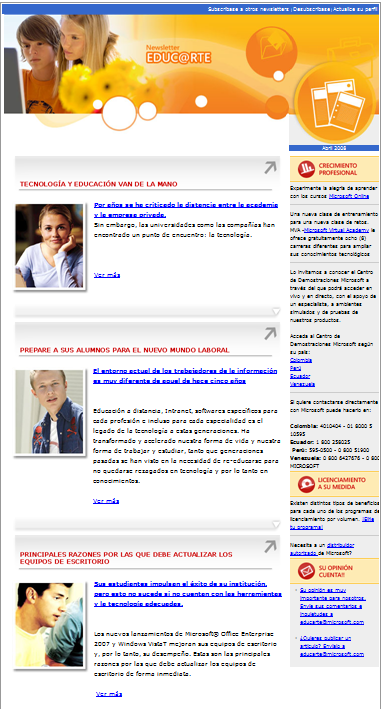 Subscríbase a otros newsletters | Desubscríbase| Actualice su perfil
Newsletter
EDUC@RTE
Abril 2008
TECNOLOGÍA Y EDUCACIÓN VAN DE LA MANO
Por años se ha criticado la distancia entre la academia
y la empresa privada.
Sin embargo, las universidades como las compañías han
encontrado un punto de encuentro: la tecnología.
Ver más
PREPARE A SUS ALUMNOS PARA EL NUEVO MUNDO LABORAL
El entorno actual de los trabajadores de la información
es muy diferente de aquel de hace cinco años
Educación a distancia, Intranet, softwares específicos para
cada profesión e incluso para cada especialidad es el
legado de la tecnología a estas generaciones. Ha
transformado y acelerado nuestra forma de vida y nuestra
forma de trabajar y estudiar, tanto que generaciones
pasadas se han visto en la necesidad de re-educarse para
no quedarse rezagados en tecnología y por lo tanto en
conocimientos.
Ver más
PRINCIPALES RAZONES POR LAS QUE DEBE ACTUALIZAR LOS
EQUIPOS DE ESCRITORIO
Sus estudiantes impulsan el éxito de su institución,
pero esto no sucede si no cuenten con las herramientas
y la tecnología adecuadas.
Los nuevos lanzamientos de Microsoft® Office Enterprise
2007 y Windows VistaT mejoran sus equipos de escritorio
y, por lo tanto, su desempeño. Estas son las principales
razones por las que debe actualizar los equipos de
escritorio de forma inmediata.
Ver más
CRECIMIENTO
PROFESIONAL
Experimente la alegría de aprender
con los cursos Microsoft Online
Una nueva clase de entrenamiento
para una nueva clase de retos.
MVA -Microsoft Virtual Academy le
ofrece gratuitamente ocho (8)
carreras diferentes para ampliar
sus conocimientos tecnológicos
Lo invitamos a conocer el Centro
de Demostraciones Microsoft a
través del que podrá acceder en
vivo y en directo, con el apoyo de
un especialista, a ambientes
simulados y de pruebas de
nuestros productos.
Acceda al Centro de
Demostraciones Microsoft según
su país:
Colombia
Perú
Ecuador
Venezuela
Si quiere contactarse directamente
con Microsoft puede hacerlo en:
Colombia: 4010404 - 01 8000 5
10595
Ecuador: 1 800 258025
Perú: 595-0500 - 0 800 51900
Venezuela: 0 800 6427676 - 0 800
MICROSOFT
LICENCIAMIENTO
A SU MEDIDA
Existen distintos tipos de beneficios
para cada uno de los programas de
licenciamiento por volumen. ¡Elija
tu programa!
Necesita a un distribuidor
autorizado de Microsoft?
SU OPINIÓN
CUENTA!!
Su opinión es muy
importante para nosotros.
Envíe sus comentarios e
inquietudes a
educarte@microsoft.com
¿Quieres publicar un
artículo? Envíalo a
educarte@microsoft.com